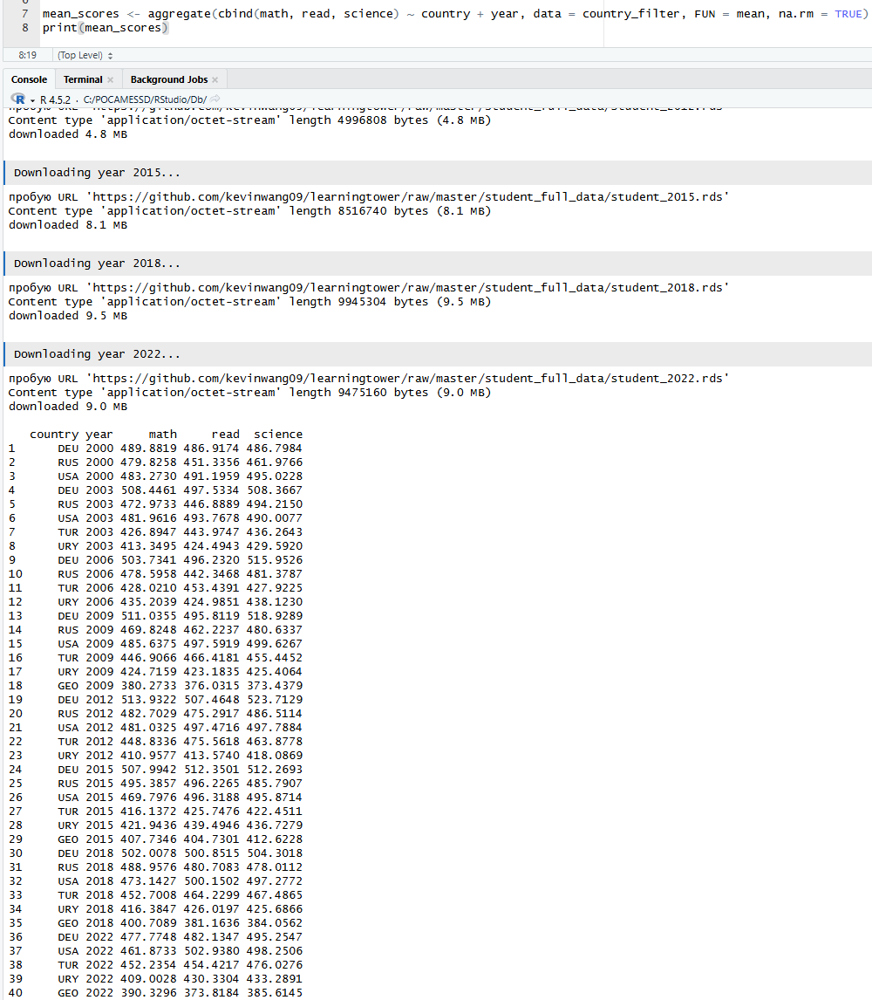 7 mean_scores <- aggregate(cbind(math, read, science) ~ country + year, data = country_filter, FUN = mean, na.rm = TRUE)
8 print(mean_scores)
8:19 (Top Level)
Console Terminal Background Jobs
R R 4.5.2 · C:/POCAMESSD/RStudio/Db/
пробую URL 'https://github.com/kevinwang09/learningtower/raw/master/student_full_data/student_2012.rds'
Content type 'application/octet-stream' length 4996808 bytes (4.8 MB)
downloaded 4.8 MB
Downloading year 2015...
пробую URL 'https://github.com/kevinwang09/learningtower/raw/master/student_full_data/student_2015.rds'
Content type 'application/octet-stream' length 8516740 bytes (8.1 MB)
downloaded 8.1 MB
Downloading year 2018...
пробую URL 'https://github.com/kevinwang09/learningtower/raw/master/student_full_data/student_2018.rds'
Content type 'application/octet-stream' length 9945304 bytes (9.5 MB)
downloaded 9.5 MB
Downloading year 2022...
пробую URL 'https://github.com/kevinwang09/learningtower/raw/master/student_full_data/student_2022.rds'
Content type 'application/octet-stream' length 9475160 bytes (9.0 MB)
downloaded 9.0 MB
country year math read science
1 DEU 2000 489.8819 486.9174 486.7984
2 RUS 2000 479.8258 451.3356 461.9766
3 USA 2000 483.2730 491.1959 495.0228
4 DEU 2003 508.4461 497.5334 508.3667
5 RUS 2003 472.9733 446.8889 494.2150
6 USA 2003 481.9616 493.7678 490.0077
7 TUR 2003 426.8947 443.9747 436.2643
8 URY 2003 413.3495 424.4943 429.5920
9 DEU 2006 503.7341 496.2320 515.9526
10 RUS 2006 478.5958 442.3468 481.3787
11 TUR 2006 428.0210 453.4391 427.9225
12 URY 2006 435.2039 424.9851 438.1230
13 DEU 2009 511.0355 495.8119 518.9289
14 RUS 2009 469.8248 462.2237 480.6337
15 USA 2009 485.6375 497.5919 499.6267
16 TUR 2009 446.9066 466.4181 455.4452
17 URY 2009 424.7159 423.1835 425.4064
18 GEO 2009 380.2733 376.0315 373.4379
19 DEU 2012 513.9322 507.4648 523.7129
20 RUS 2012 482.7029 475.2917 486.5114
21 USA 2012 481.0325 497.4716 497.7884
22 TUR 2012 448.8336 475.5618 463.8778
23 URY 2012 410.9577 413.5740 418.0869
24 DEU 2015 507.9942 512.3501 512.2693
25 RUS 2015 495.3857 496.2265 485.7907
26 USA 2015 469.7976 496.3188 495.8714
27 TUR 2015 416.1372 425.7476 422.4511
28 URY 2015 421.9436 439.4946 436.7279
29 GEO 2015 407.7346 404.7301 412.6228
30 DEU 2018 502.0078 500.8515 504.3018
31 RUS 2018 488.9576 480.7083 478.0112
32 USA 2018 473.1427 500.1502 497.2772
33 TUR 2018 452.7008 464.2299 467.4865
34 URY 2018 416.3847 426.0197 425.6866
35 GEO 2018 400.7089 381.1636 384.0562
36 DEU 2022 477.7748 482.1347 495.2547
37 USA 2022 461.8733 502.9380 498.2506
38 TUR 2022 452.2354 454.4217 476.0276
39 URY 2022 409.0028 430.3304 433.2891
40 GEO 2022 390.3296 373.8184 385.6145